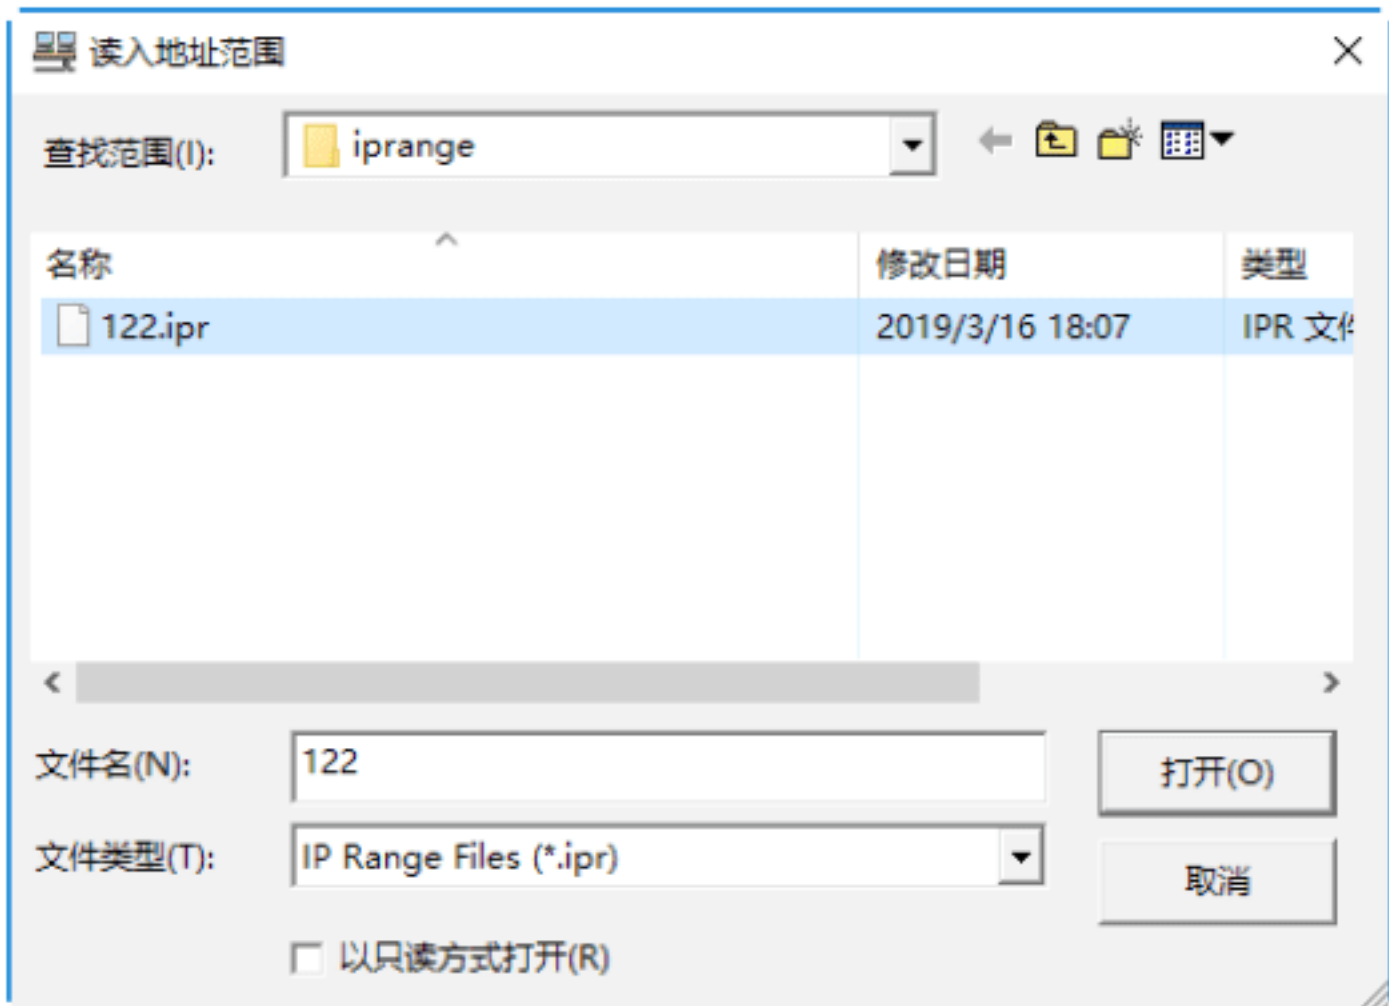 读入地址范围
查找范围(I): iprange
名称 修改日期 类型
122.ipr 2019/3/16 18:07 IPR 文件
文件名(N): 122 打开(O)
文件类型(T): IP Range Files (*.ipr)
取消
以只读方式打开(R)